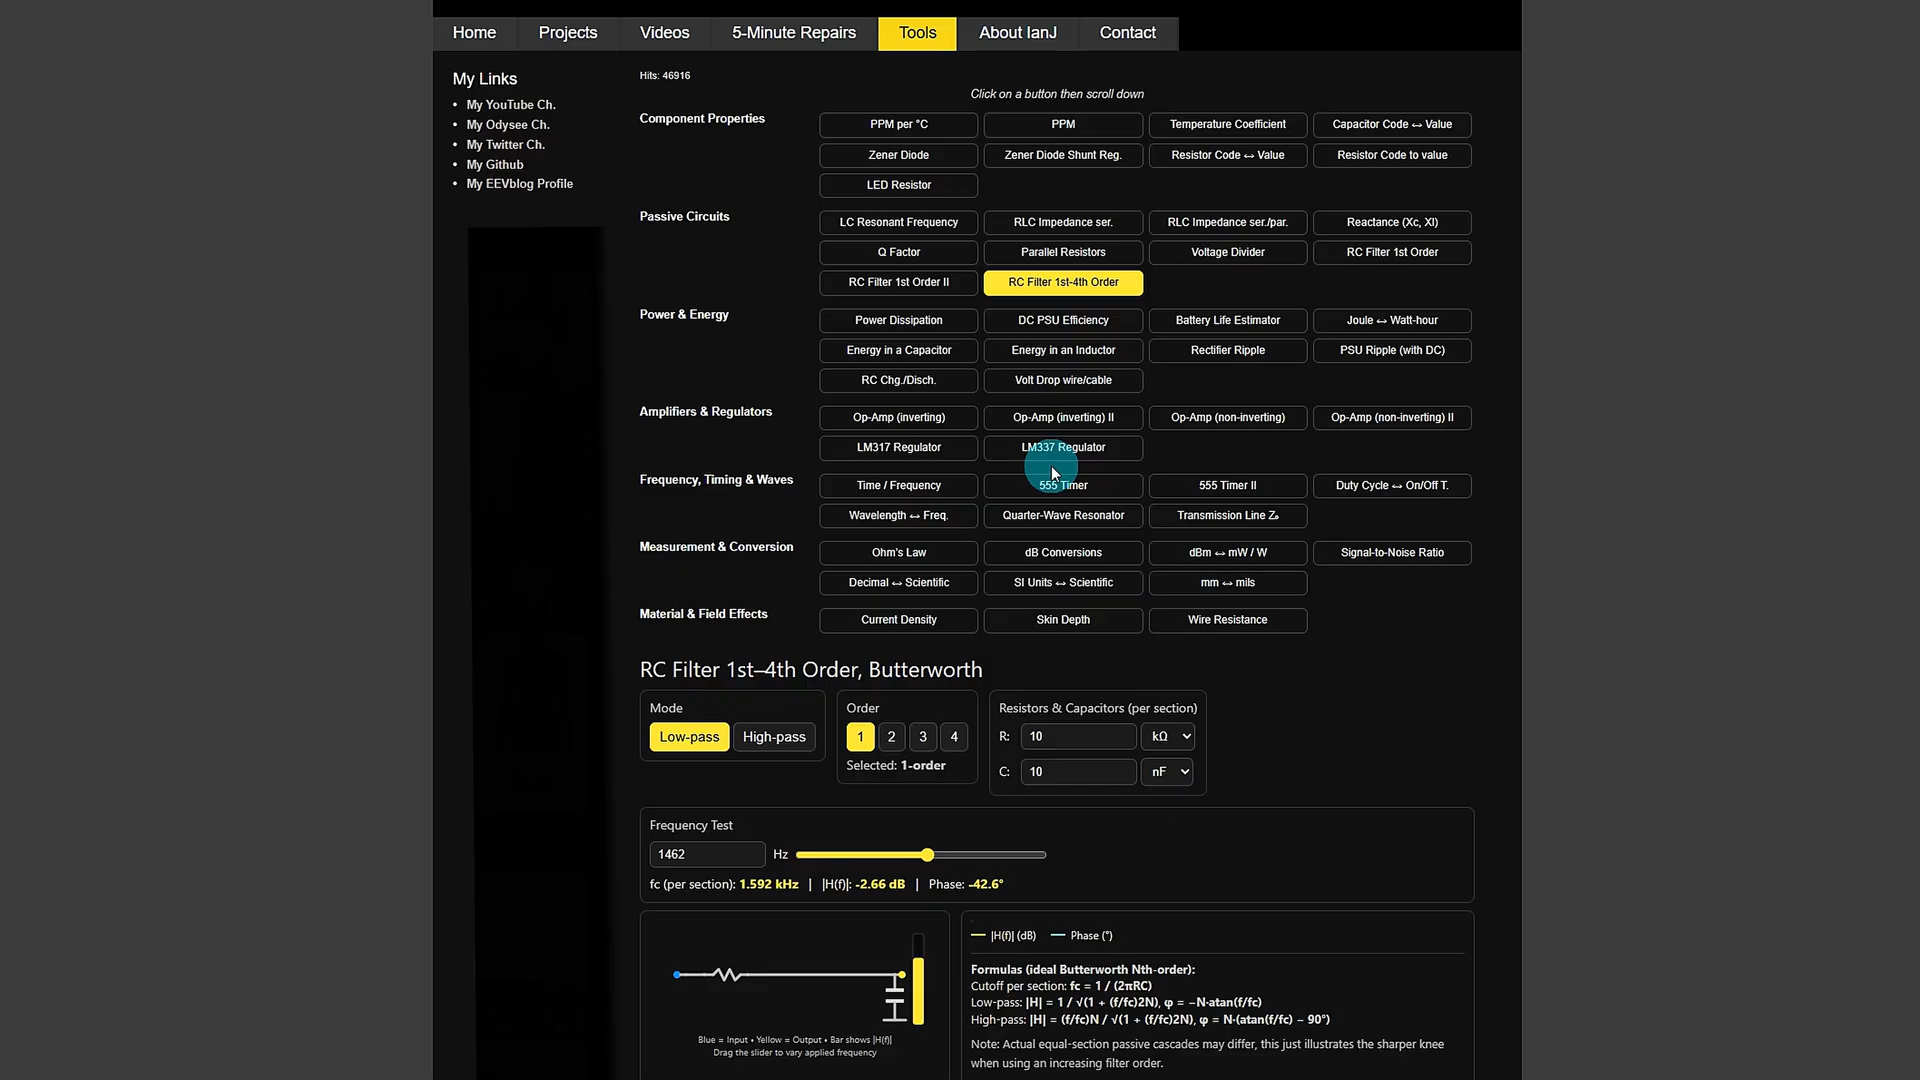 Home Projects Videos 5-Minute Repairs Tools About IanJ Contact
My Links
• My YouTube Ch.
• My Odysee Ch.
• My Twitter Ch.
• My Github
• My EEVblog Profile
Hits: 46916
Click on a button then scroll down
Component Properties
PPM per °C PPM Temperature Coefficient Capacitor Code ↔ Value
Zener Diode Zener Diode Shunt Reg. Resistor Code ↔ Value Resistor Code to value
LED Resistor
Passive Circuits
LC Resonant Frequency RLC Impedance ser. RLC Impedance ser./par. Reactance (Xc, Xl)
Q Factor Parallel Resistors Voltage Divider RC Filter 1st Order
RC Filter 1st Order II RC Filter 1st-4th Order
Power & Energy
Power Dissipation DC PSU Efficiency Battery Life Estimator Joule ↔ Watt-hour
Energy in a Capacitor Energy in an Inductor Rectifier Ripple PSU Ripple (with DC)
RC Chg./Disch. Volt Drop wire/cable
Amplifiers & Regulators
Op-Amp (inverting) Op-Amp (inverting) II Op-Amp (non-inverting) Op-Amp (non-inverting) II
LM317 Regulator LM337 Regulator
Frequency, Timing & Waves
Time / Frequency 555 Timer 555 Timer II Duty Cycle ↔ On/Off T.
Wavelength ↔ Freq. Quarter-Wave Resonator Transmission Line Z₀
Measurement & Conversion
Ohm's Law dB Conversions dBm ↔ mW / W Signal-to-Noise Ratio
Decimal ↔ Scientific SI Units ↔ Scientific mm ↔ mils
Material & Field Effects
Current Density Skin Depth Wire Resistance
RC Filter 1st–4th Order, Butterworth
Mode
Low-pass High-pass
Order
1 2 3 4
Selected: 1-order
Resistors & Capacitors (per section)
R: 10 kΩ
C: 10 nF
Frequency Test
1462 Hz
fc (per section): 1.592 kHz | |H(f)|: -2.66 dB | Phase: -42.6°
Blue = Input • Yellow = Output • Bar shows |H(f)|
Drag the slider to vary applied frequency
|H(f)| (dB) Phase (°)
Formulas (ideal Butterworth Nth-order):
Cutoff per section: fc = 1 / (2πRC)
Low-pass: |H| = 1 / √(1 + (f/fc)2N), φ = −N·atan(f/fc)
High-pass: |H| = (f/fc)N / √(1 + (f/fc)2N), φ = N·(atan(f/fc) − 90°)
Note: Actual equal-section passive cascades may differ, this just illustrates the sharper knee
when using an increasing filter order.